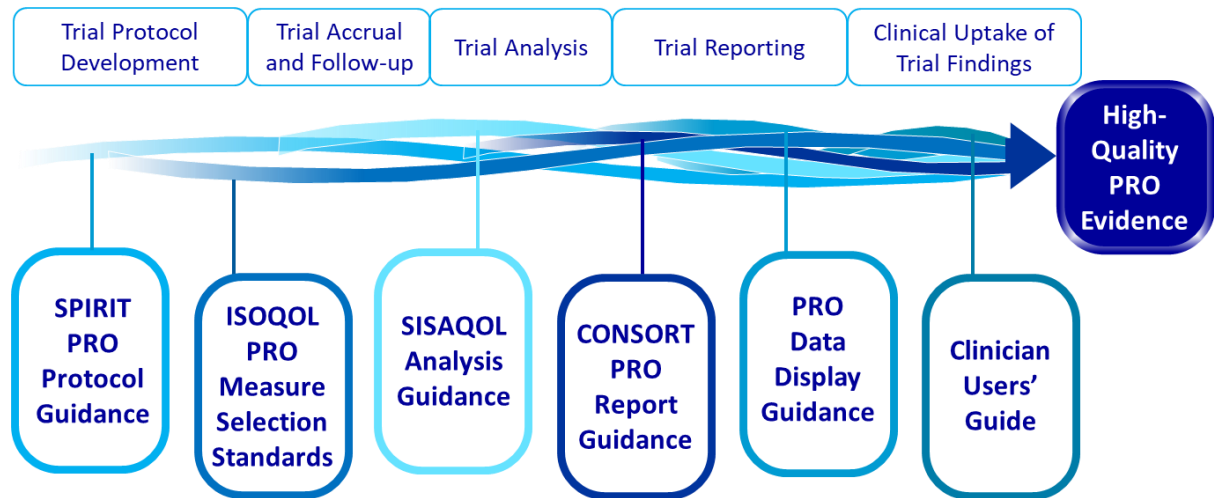 Trial Protocol
Development
Trial Accrual
and Follow-up
Trial Analysis
Trial Reporting
Clinical Uptake of
Trial Findings
High-
Quality
PRO
Evidence
SPIRIT
PRO
Protocol
Guidance
ISOQOL
PRO
Measure
Selection
Standards
SISAQOL
Analysis
Guidance
CONSORT
PRO
Report
Guidance
PRO
Data
Display
Guidance
Clinician
Users’
Guide